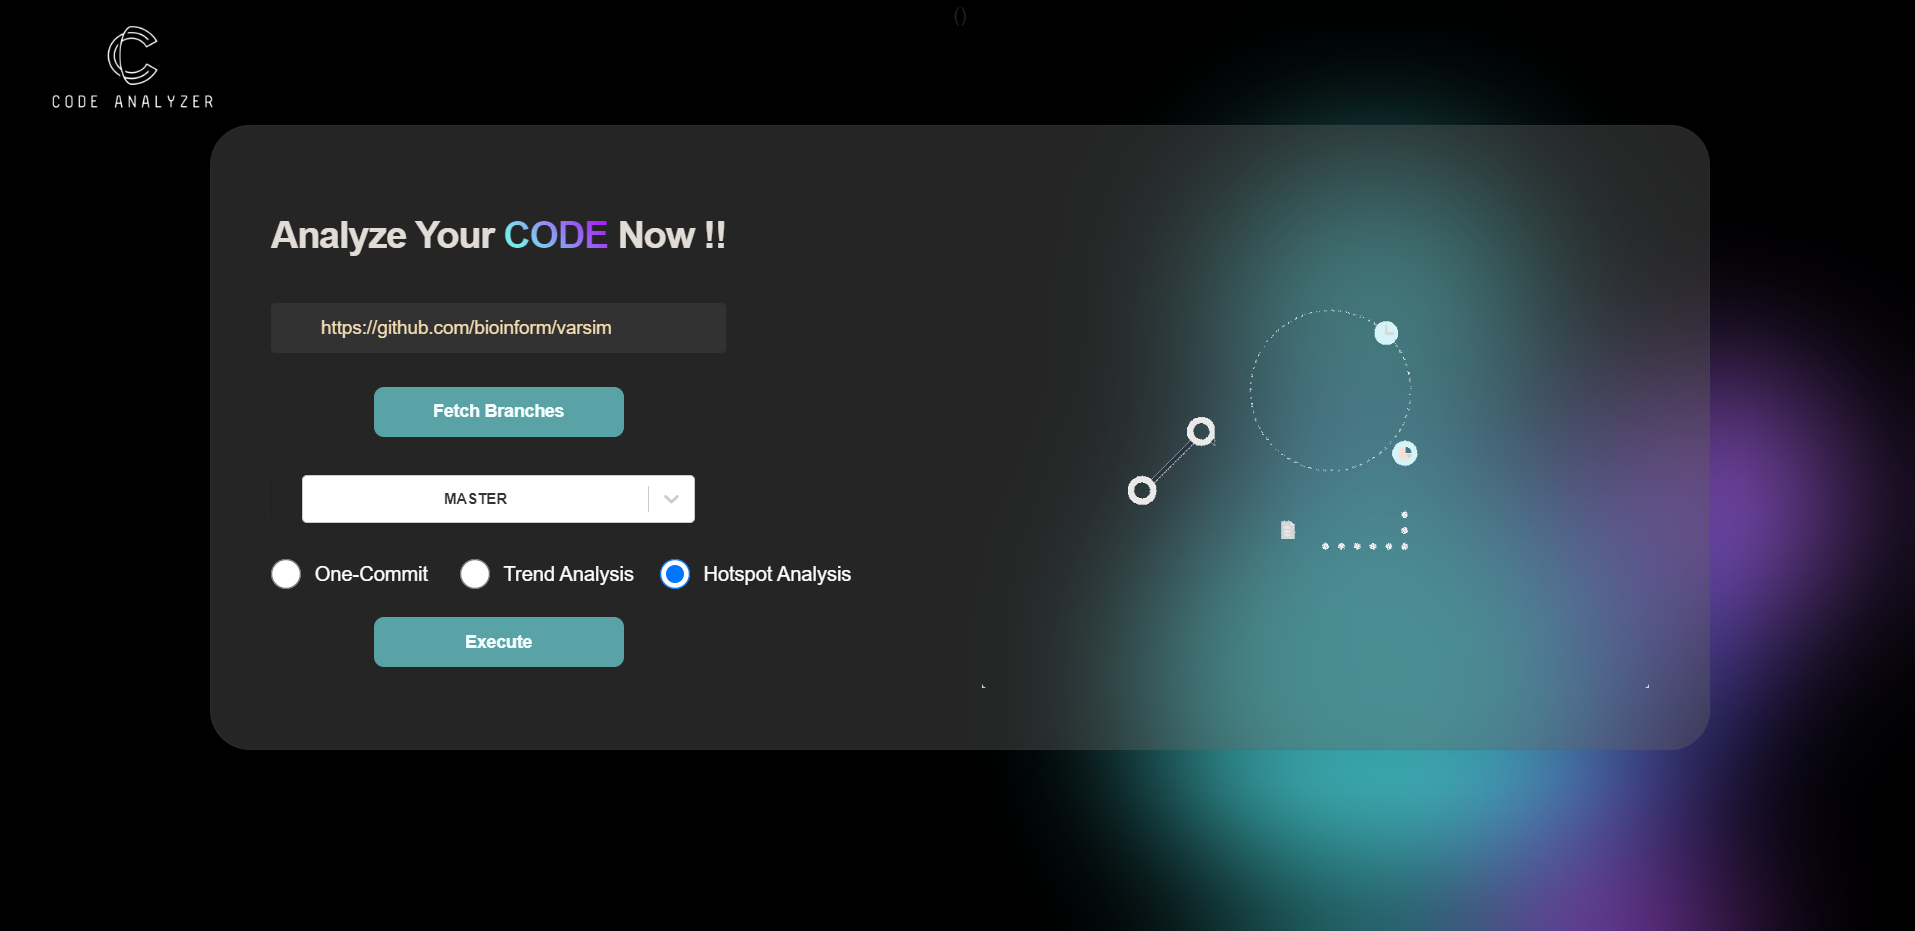 ()
CODE ANALYZER
Analyze Your CODE Now !!
https://github.com/bioinform/varsim
Fetch Branches
MASTER
One-Commit Trend Analysis Hotspot Analysis
Execute